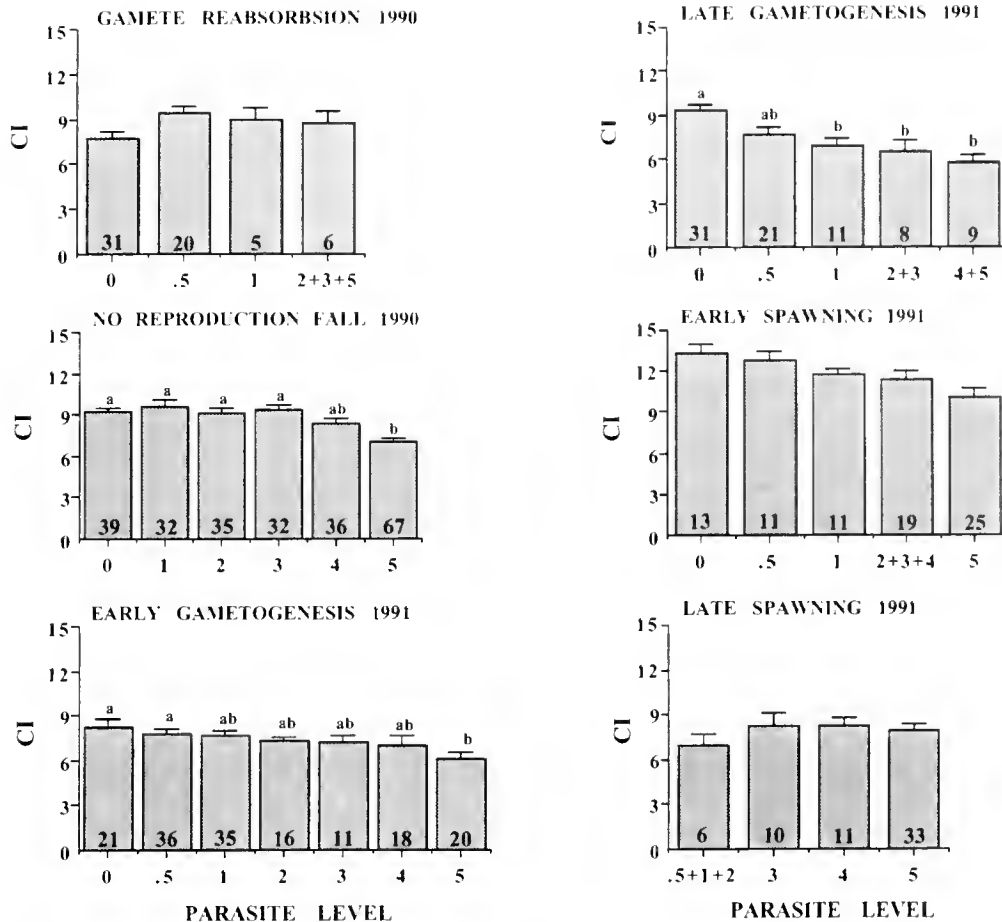 GAMETE REABSORBSION 1990
15
12
9
6
3
0
CI
31 20 5 6
0 .5 1 2+3+5
NO REPRODUCTION FALL 1990
15
12
9
6
3
0
CI
a a a a ab b
39 32 35 32 36 67
0 1 2 3 4 5
EARLY GAMETOGENESIS 1991
15
12
9
6
3
0
CI
a a ab ab ab ab b
21 36 35 16 11 18 20
0 .5 1 2 3 4 5
PARASITE LEVEL
LATE GAMETOGENESIS 1991
15
12
9
6
3
0
CI
a ab b b b
31 21 11 8 9
0 .5 1 2+3 4+5
EARLY SPAWNING 1991
15
12
9
6
3
0
CI
13 11 11 19 25
0 .5 1 2+3+4 5
LATE SPAWNING 1991
15
12
9
6
3
0
CI
6 10 11 33
.5+1+2 3 4 5
PARASITE LEVEL